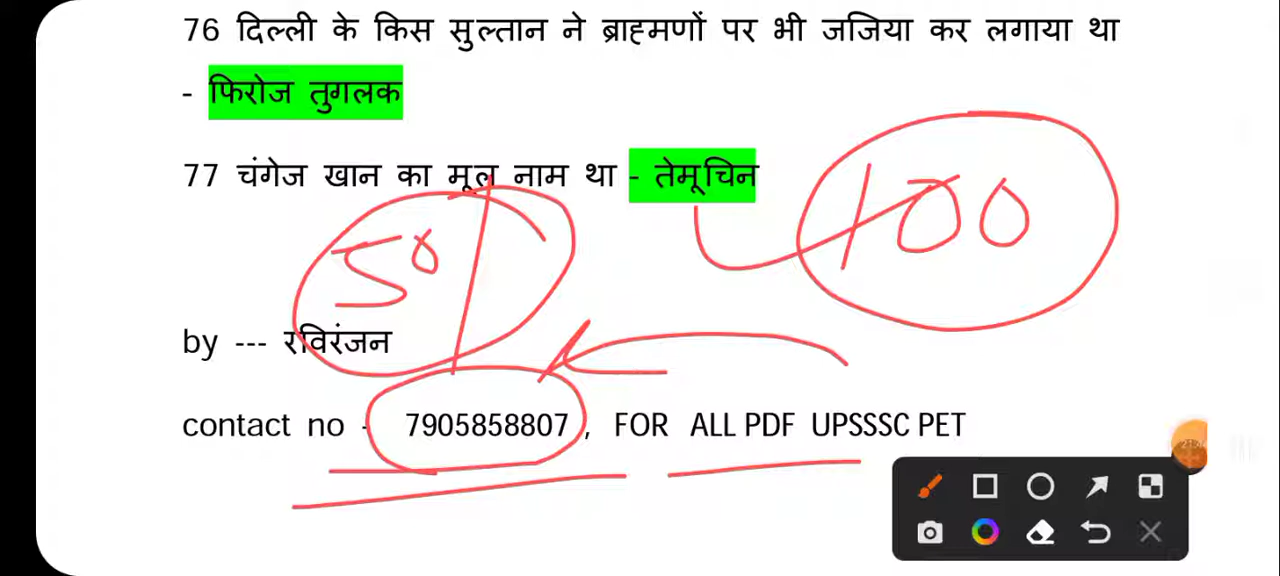 76 दिल्ली के किस सुल्तान ने ब्राह्मणों पर भी जजिया कर लगाया था
- फिरोज तुगलक
77 चंगेज खान का मूल नाम था - तेमूचिन
100
50
by --- रविरंजन
contact no - 7905858807 , FOR ALL PDF UPSSSC PET